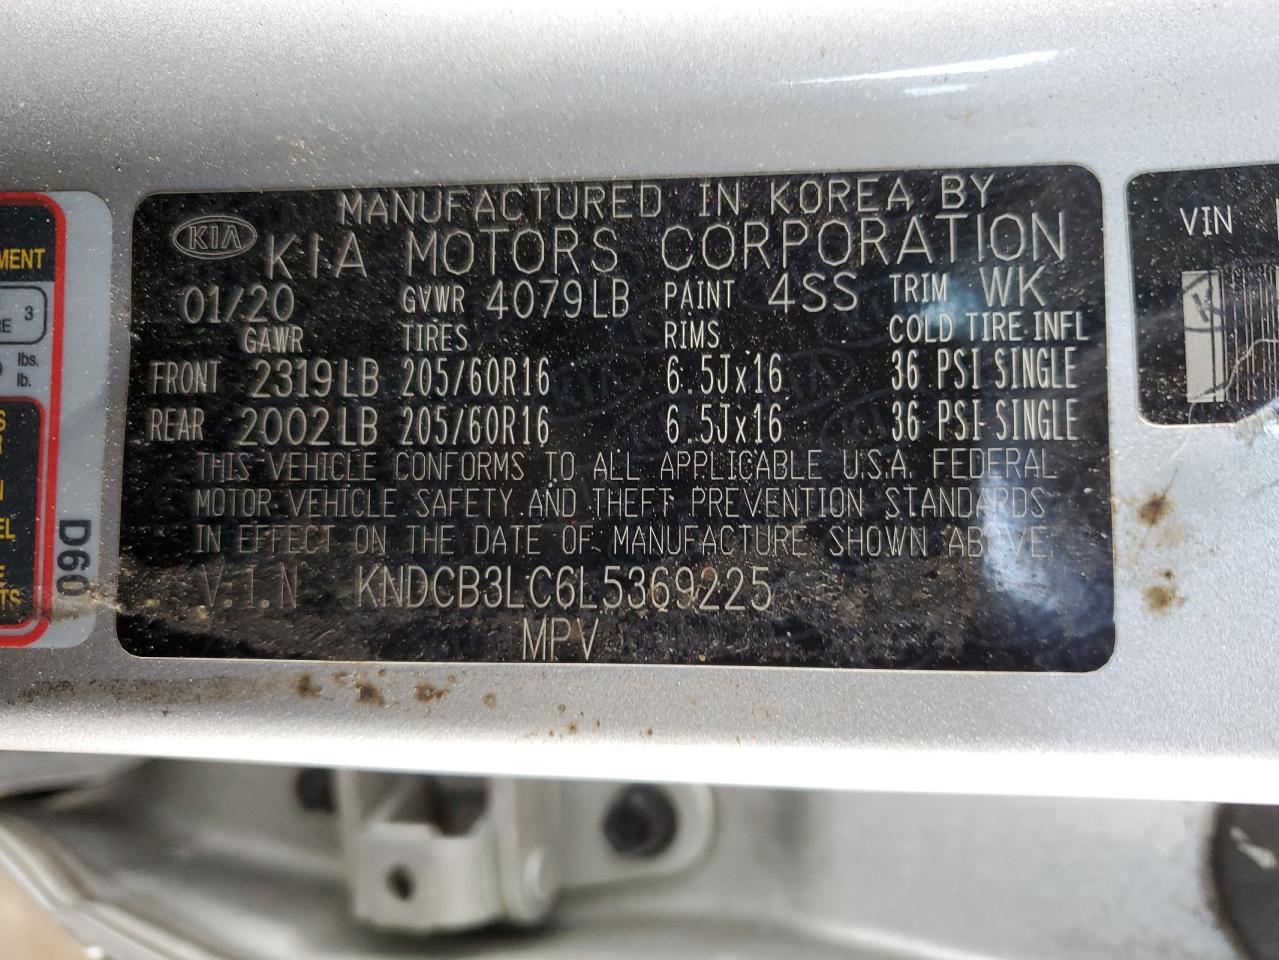 MANUFACTURED IN KOREA BY
KIA KIA MOTORS CORPORATION
01/20 GVWR 4079LB PAINT 4SS TRIM WK
GAWR TIRES RIMS COLD TIRE INFL
FRONT 2319LB 205/60R16 6.5Jx16 36 PSI SINGLE
REAR 2002LB 205/60R16 6.5Jx16 36 PSI SINGLE
THIS VEHICLE CONFORMS TO ALL APPLICABLE U.S.A. FEDERAL
MOTOR VEHICLE SAFETY AND THEFT PREVENTION STANDARDS
IN EFFECT ON THE DATE OF MANUFACTURE SHOWN ABOVE.
V.I.N KNDCB3LC6L5369225
MPV
3
lbs.
lb.
D60
VIN